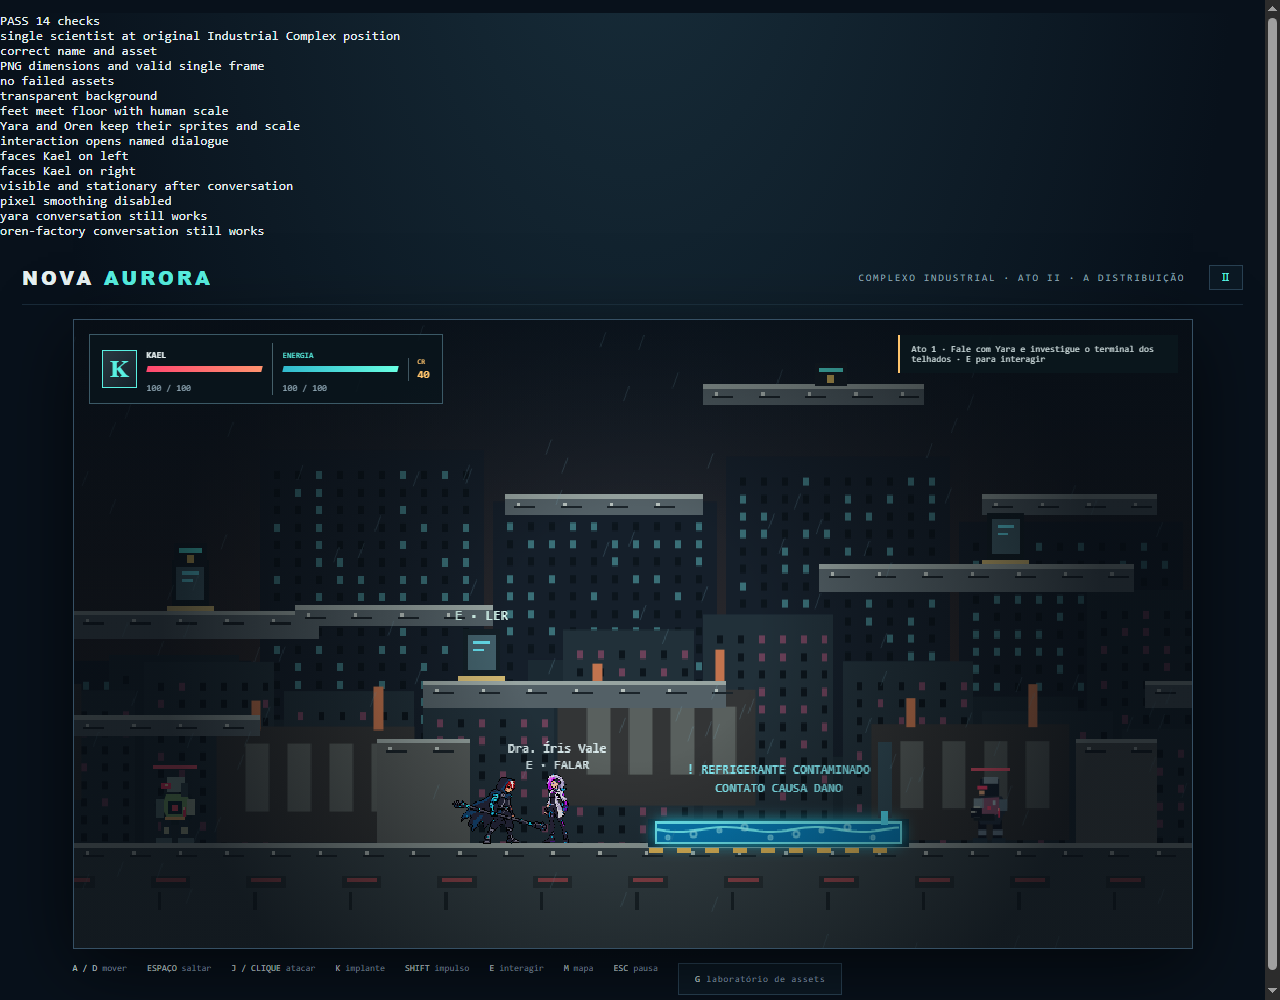 PASS 14 checks
single scientist at original Industrial Complex position
correct name and asset
PNG dimensions and valid single frame
no failed assets
transparent background
feet meet floor with human scale
Yara and Oren keep their sprites and scale
interaction opens named dialogue
faces Kael on left
faces Kael on right
visible and stationary after conversation
pixel smoothing disabled
yara conversation still works
oren-factory conversation still works
NOVA AURORA
COMPLEXO INDUSTRIAL · ATO II · A DISTRIBUIÇÃO
II
K
KAEL
100 / 100
ENERGIA
100 / 100
CR
40
Ato 1 · Fale com Yara e investigue o terminal dos
telhados · E para interagir
E · LER
Dra. Íris Vale
E · FALAR
! REFRIGERANTE CONTAMINADO
CONTATO CAUSA DANO
A / D mover ESPAÇO saltar J / CLIQUE atacar K implante SHIFT impulso E interagir M mapa ESC pausa G laboratório de assets